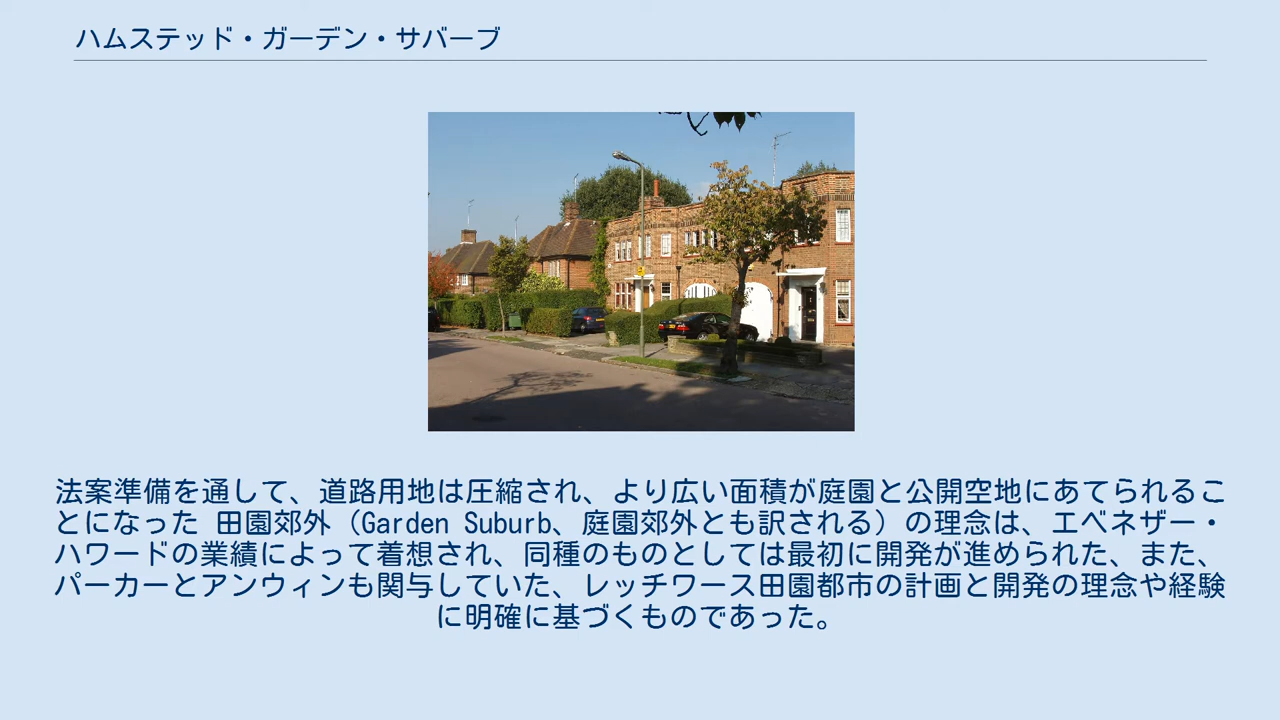 ハムステッド・ガーデン・サバーブ
法案準備を通して、道路用地は圧縮され、より広い面積が庭園と公開空地にあてられるこ
とになった 田園郊外（Garden Suburb、庭園郊外とも訳される）の理念は、エベネザー・
ハワードの業績によって着想され、同種のものとしては最初に開発が進められた、また、
パーカーとアンウィンも関与していた、レッチワース田園都市の計画と開発の理念や経験
に明確に基づくものであった。